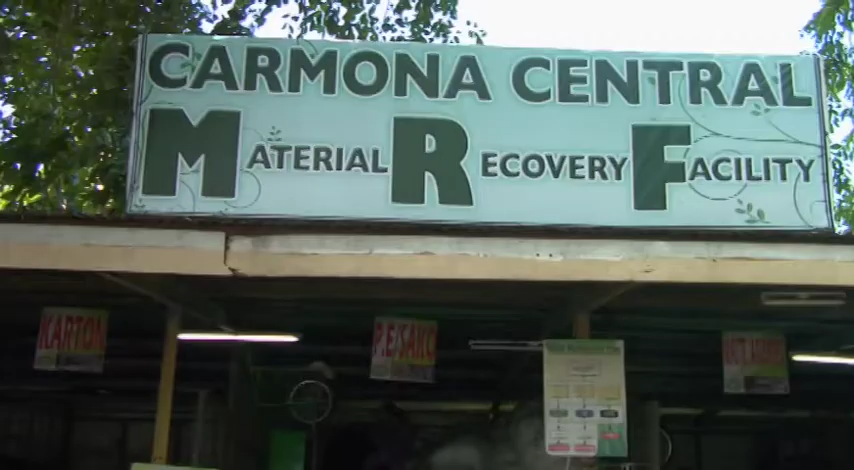 CARMONA CENTRAL
MATERIAL RECOVERY FACILITY
KARTON
P.E/SAKO